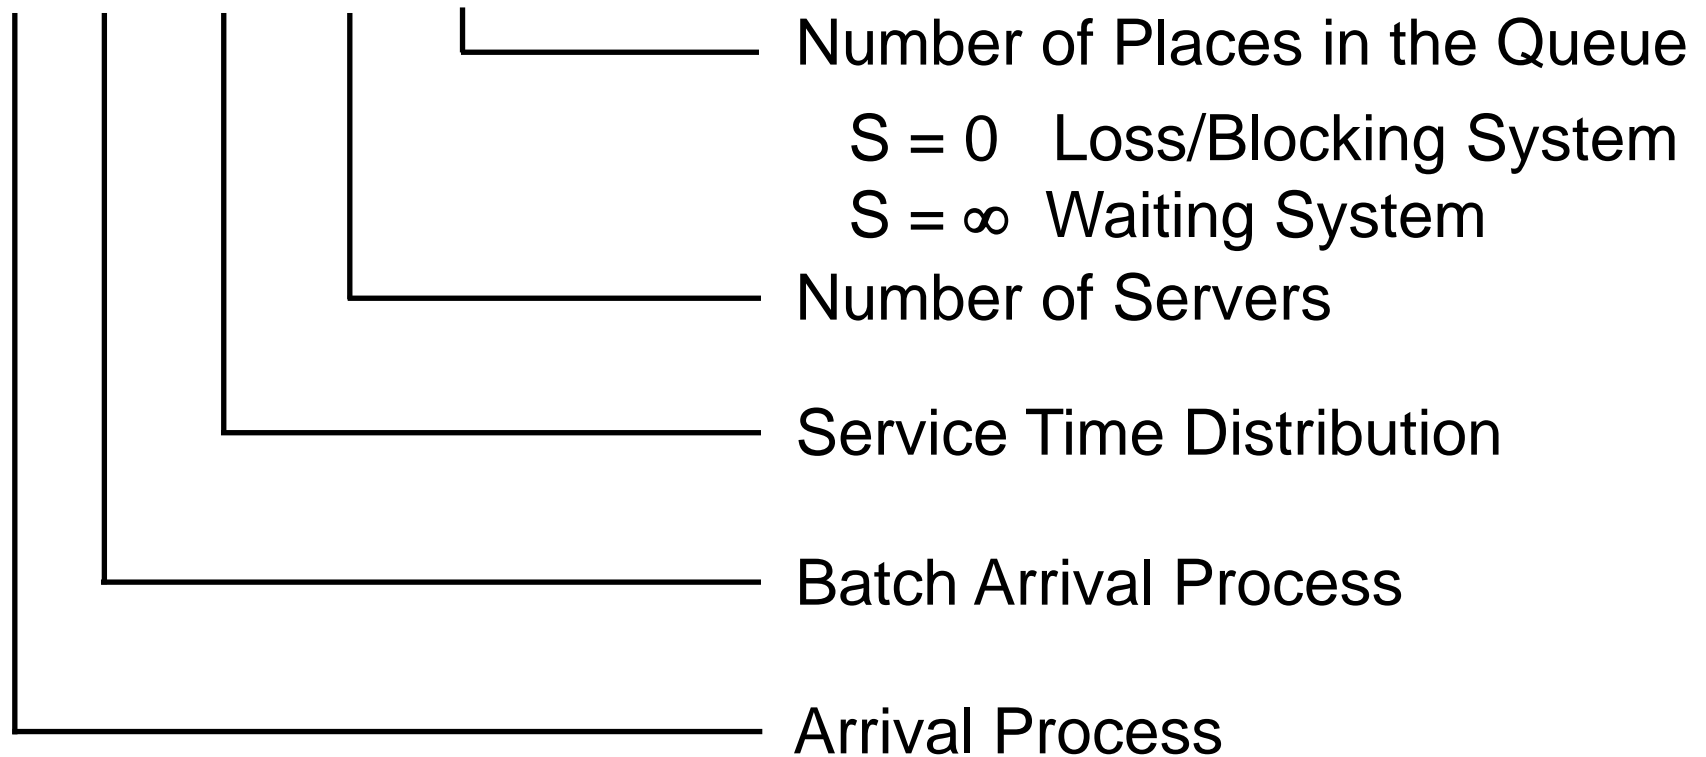 Number of Places in the Queue
S = 0 Loss/Blocking System
S = ∞ Waiting System
Number of Servers
Service Time Distribution
Batch Arrival Process
Arrival Process